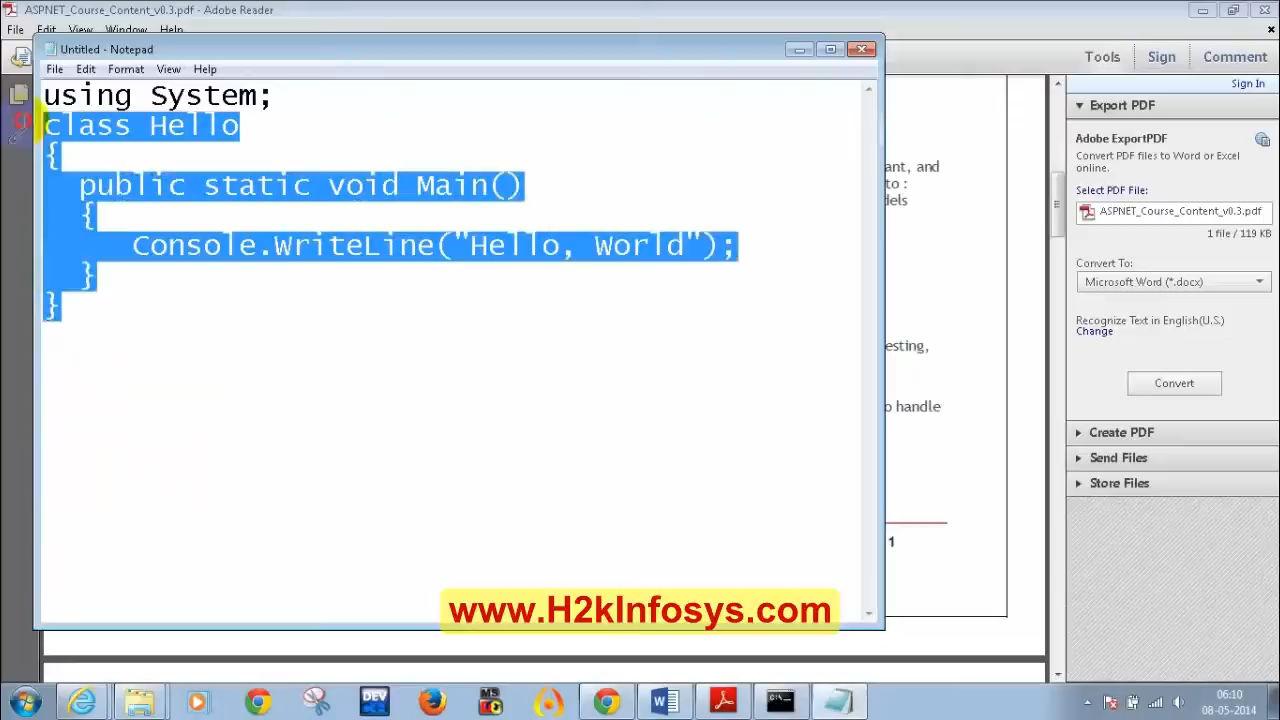 ASPNET_Course_Content_v0.3.pdf - Adobe Reader
File Edit View Window Help
Untitled - Notepad
File Edit Format View Help
using System;
class Hello
{
public static void Main()
{
Console.WriteLine("Hello, World");
}
}
ant, and
to :
dels
esting,
o handle
1
Tools Sign Comment
Sign In
Export PDF
Adobe ExportPDF
Convert PDF files to Word or Excel
online.
Select PDF File:
ASPNET_Course_Content_v0.3.pdf
1 file / 119 KB
Convert To:
Microsoft Word (*.docx)
Recognize Text in English(U.S.)
Change
Convert
Create PDF
Send Files
Store Files
www.H2kInfosys.com
DEV
MS
06:10
08-05-2014